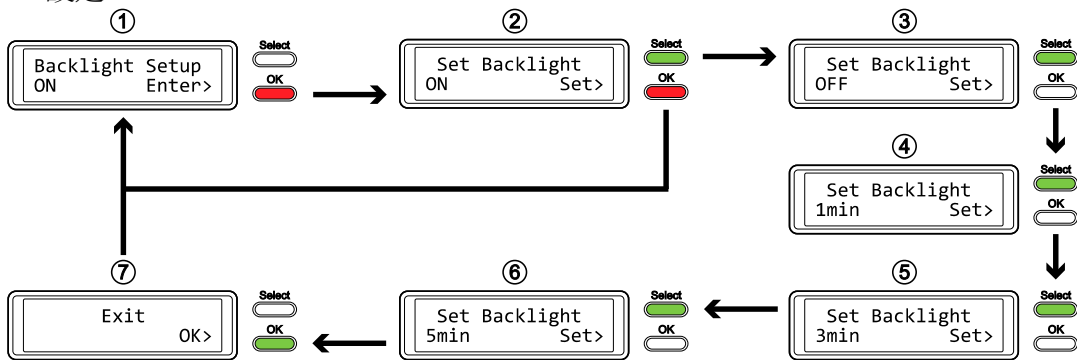 ①
Backlight Setup
ON Enter>
Select
OK
②
Set Backlight
ON Set>
Select
OK
③
Set Backlight
OFF Set>
Select
OK
④
Set Backlight
1min Set>
Select
OK
⑤
Set Backlight
3min Set>
Select
OK
⑥
Set Backlight
5min Set>
Select
OK
⑦
Exit
OK>
Select
OK